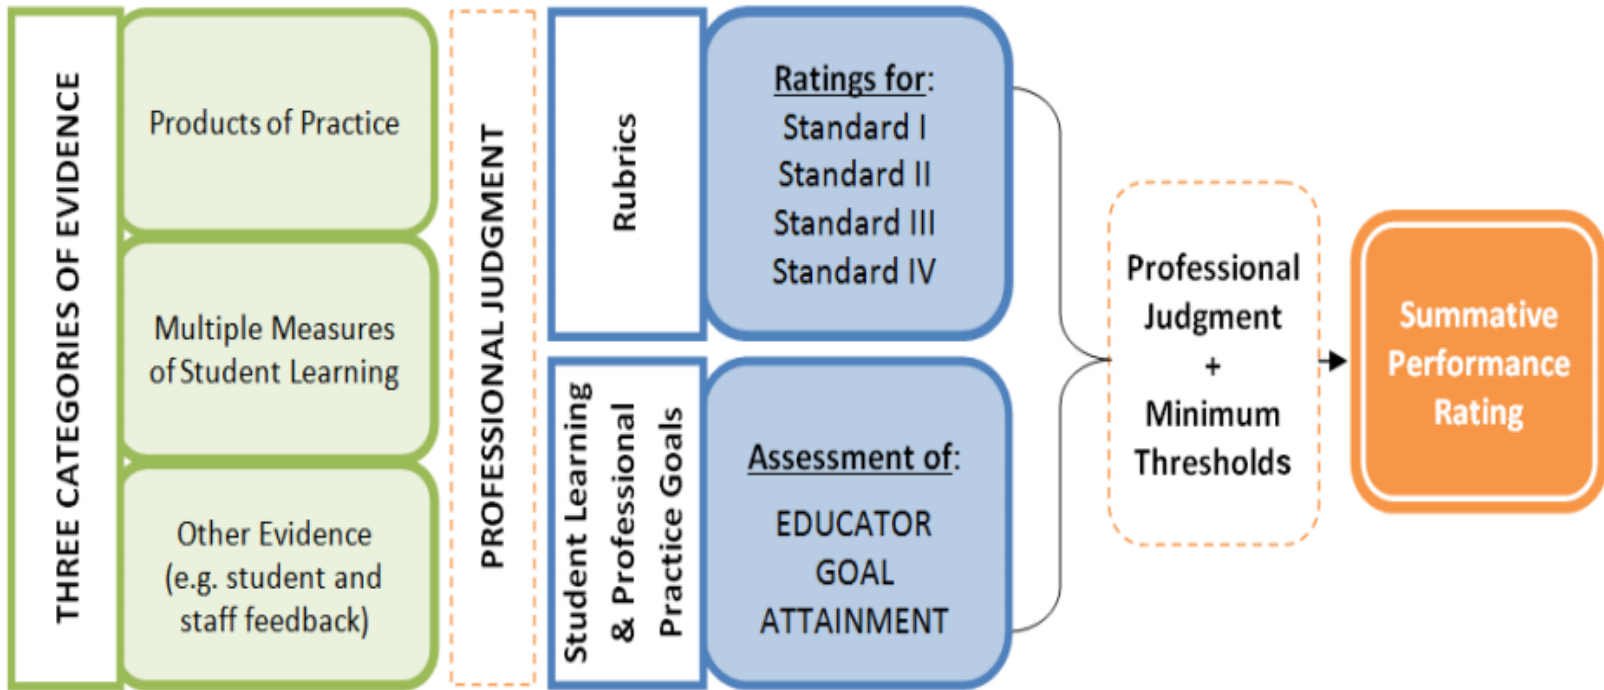 THREE CATEGORIES OF EVIDENCE
Products of Practice
Multiple Measures
of Student Learning
Other Evidence
(e.g. student and
staff feedback)
PROFESSIONAL JUDGMENT
Rubrics
Ratings for:
Standard I
Standard II
Standard III
Standard IV
Student Learning
& Professional
Practice Goals
Assessment of:
EDUCATOR
GOAL
ATTAINMENT
Professional
Judgment
+
Minimum
Thresholds
Summative
Performance
Rating